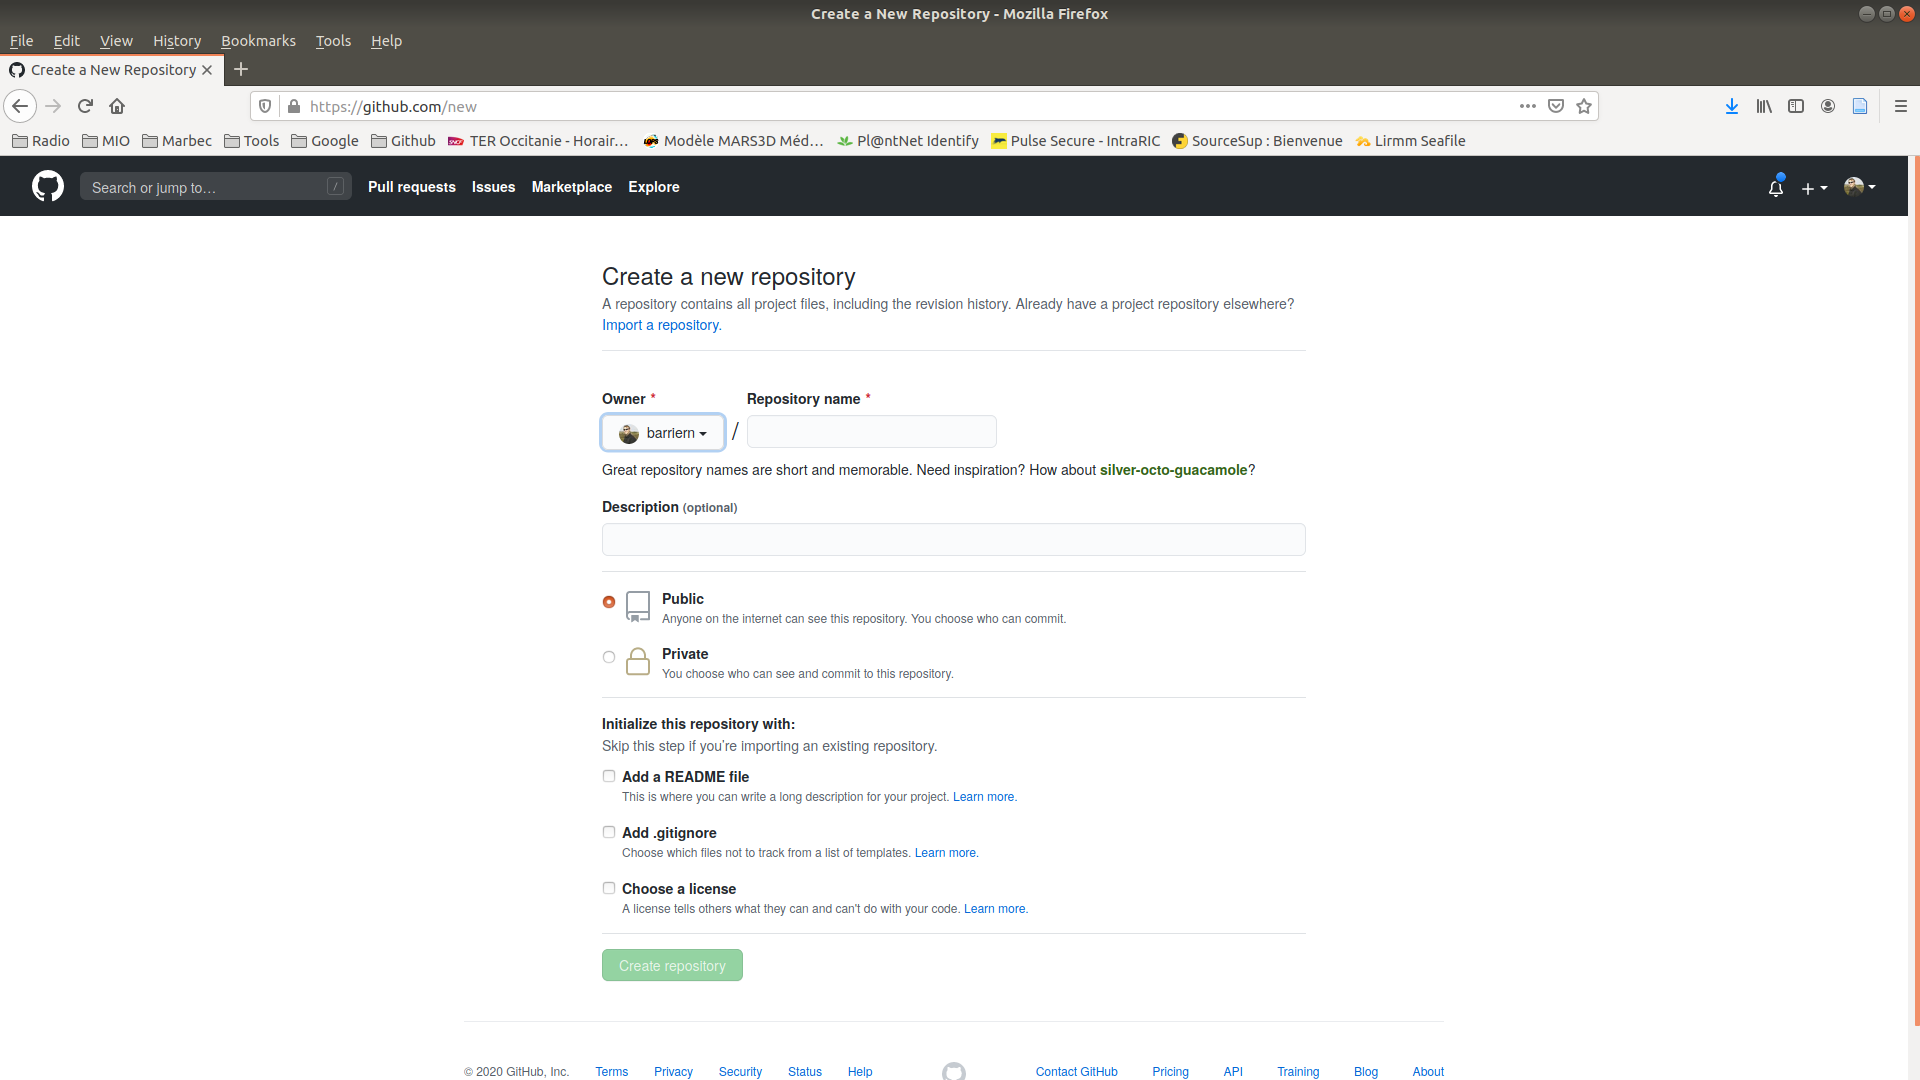 Create a New Repository - Mozilla Firefox
File Edit View History Bookmarks Tools Help
Create a New Repository
https://github.com/new
Radio MIO Marbec Tools Google Github TER Occitanie - Horair… Modèle MARS3D Méd… Pl@ntNet Identify Pulse Secure - IntraRIC SourceSup : Bienvenue Lirmm Seafile
Search or jump to… / Pull requests Issues Marketplace Explore
Create a new repository
A repository contains all project files, including the revision history. Already have a project repository elsewhere?
Import a repository.
Owner * Repository name *
barriern /
Great repository names are short and memorable. Need inspiration? How about silver-octo-guacamole?
Description (optional)
Public
Anyone on the internet can see this repository. You choose who can commit.
Private
You choose who can see and commit to this repository.
Initialize this repository with:
Skip this step if you’re importing an existing repository.
Add a README file
This is where you can write a long description for your project. Learn more.
Add .gitignore
Choose which files not to track from a list of templates. Learn more.
Choose a license
A license tells others what they can and can't do with your code. Learn more.
Create repository
© 2020 GitHub, Inc. Terms Privacy Security Status Help Contact GitHub Pricing API Training Blog About